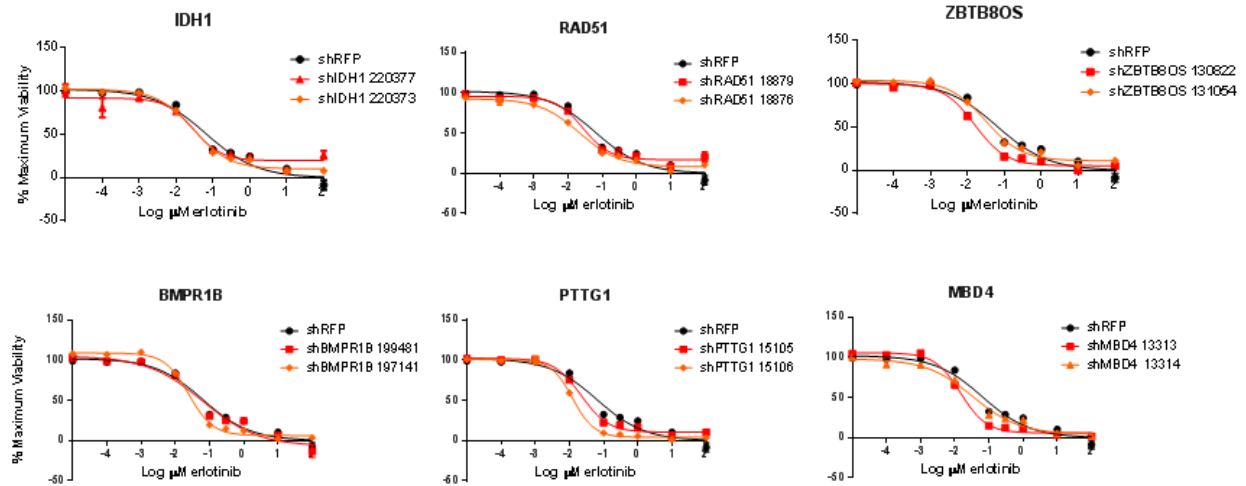 IDH1
% Maximum Viability
150
100
50
0
-50
-4
-3
-2
-1
0
1
2
Log μM erlotinib
shRFP
shIDH1 220377
shIDH1 220373
RAD51
150
100
50
0
-60
-4
-3
-2
-1
0
1
2
Log μM erlotinib
shRFP
shRAD51 18879
shRAD51 18876
ZBTB8OS
150
100
50
0
-50
-4
-3
-2
-1
0
1
2
Log μM erlotinib
shRFP
shZBTB8OS 130822
shZBTB8OS 131054
BMPR1B
% Maximum Viability
150
100
50
0
-50
-4
-3
-2
-1
0
1
2
Log μM erlotinib
shRFP
shBMPR1B 199481
shBMPR1B 197141
PTTG1
150
100
50
0
-50
-4
-3
-2
-1
0
1
2
Log μM erlotinib
shRFP
shPTTG1 15105
shPTTG1 15106
MBD4
150
100
50
0
-50
-4
-3
-2
-1
0
1
2
Log μM erlotinib
shRFP
shMBD4 13313
shMBD4 13314